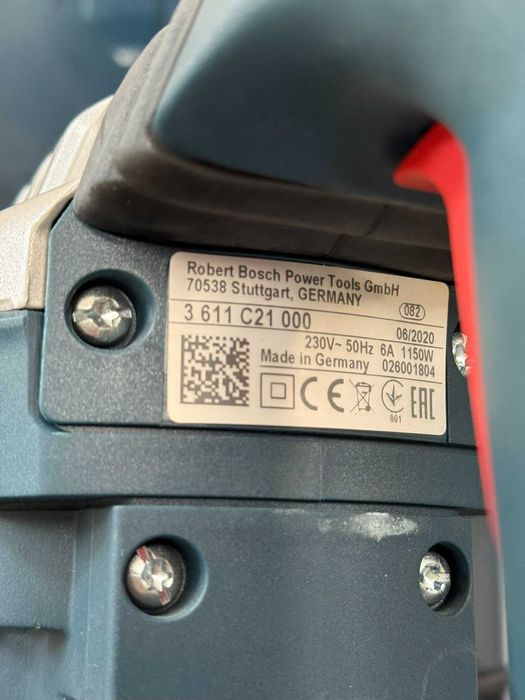 Robert Bosch Power Tools GmbH
70538 Stuttgart, GERMANY
082
3 611 C21 000
06/2020
230V~ 50Hz 6A 1150W
Made in Germany 026001804
CE
001
EAC